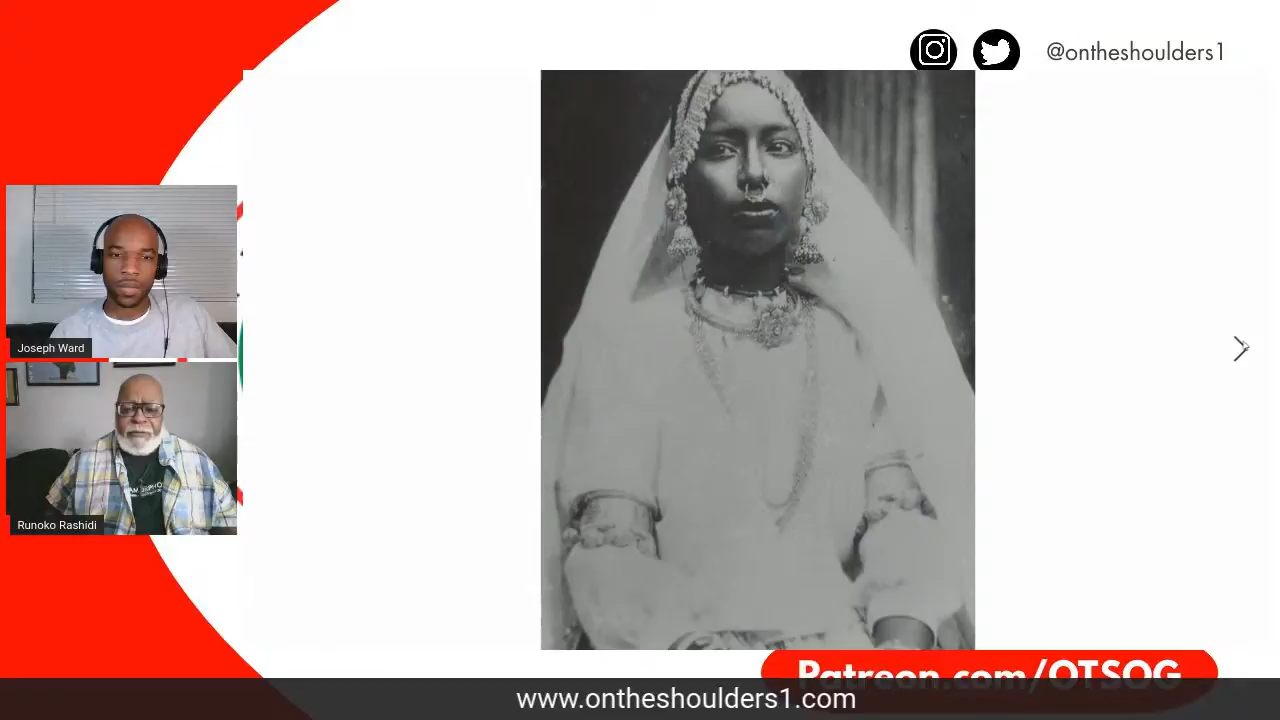 @ontheshoulders1
Joseph Ward
Runoko Rashidi
Patreon.com/OTSOG
www.ontheshoulders1.com